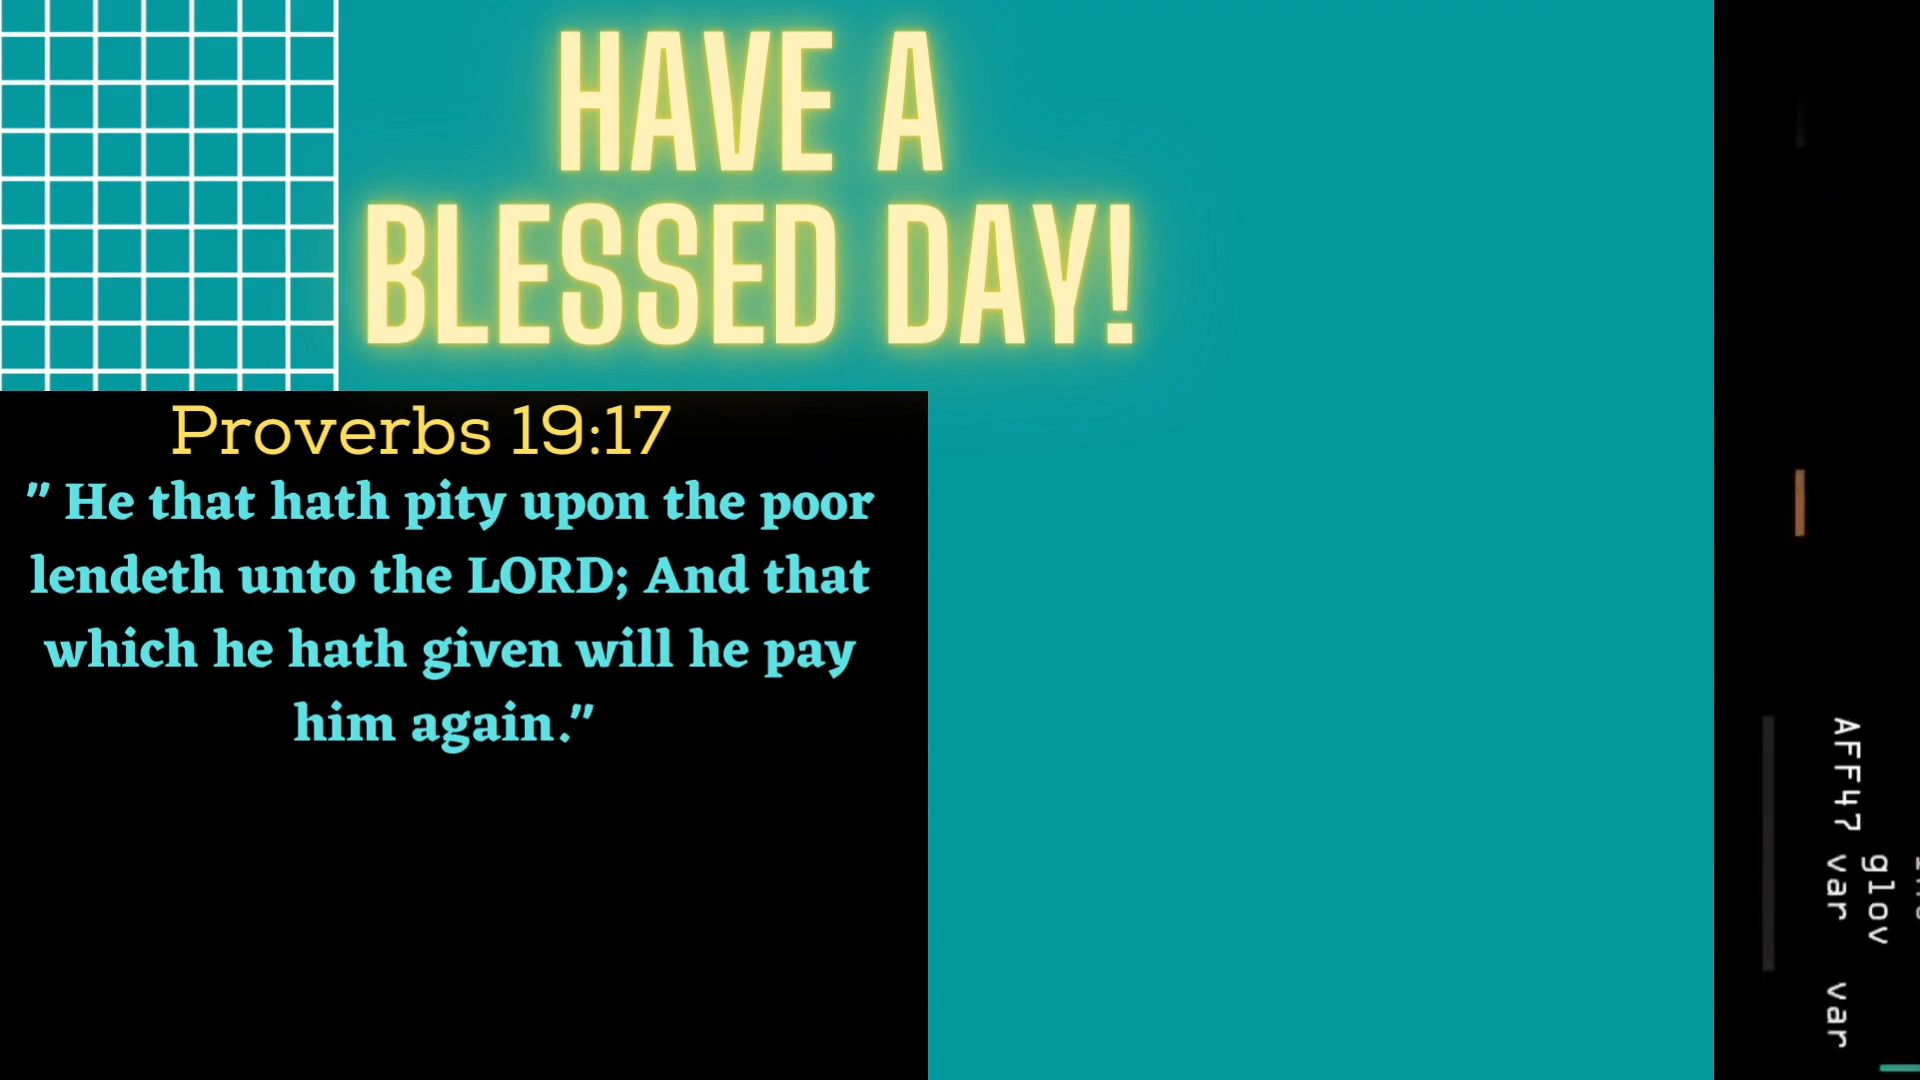 HAVE A
BLESSED DAY!
Proverbs 19:17
" He that hath pity upon the poor
lendeth unto the LORD; And that
which he hath given will he pay
him again."
AFF47
glov
var var